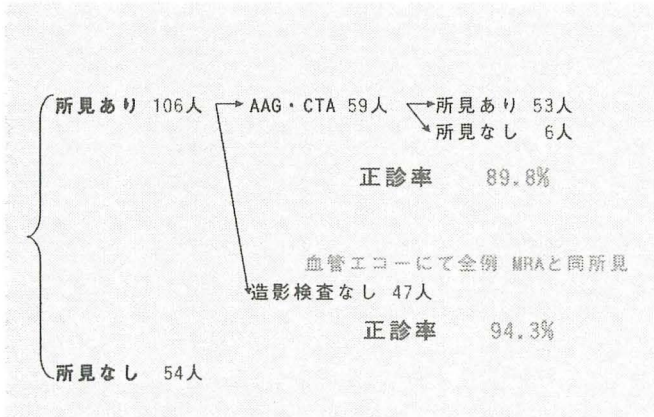 所見あり 106人 AAG・CTA 59人 所見あり 53人
所見なし 6人
正診率 89.8%
血管エコーにて全例 MRAと同所見
造影検査なし 47人
正診率 94.3%
所見なし 54人